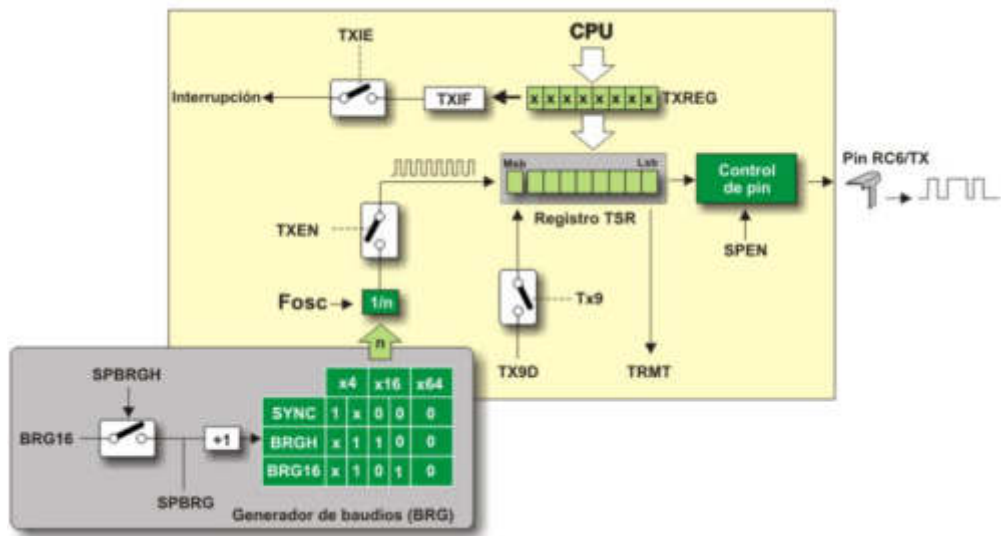 TXIE
CPU
Interrupción
TXIF
x x x x x x x x
TXREG
Msb
Lsb
Registro TSR
Control
de pin
Pin RC6/TX
SPEN
TXEN
Fosc
1/n
Tx9
n
TX9D
TRMT
SPBRGH
BRG16
+1
SPBRG
x4 x16 x64
SYNC 1 x 0 0 0
BRGH x 1 1 0 0
BRG16 x 1 0 1 0
Generador de baudios (BRG)